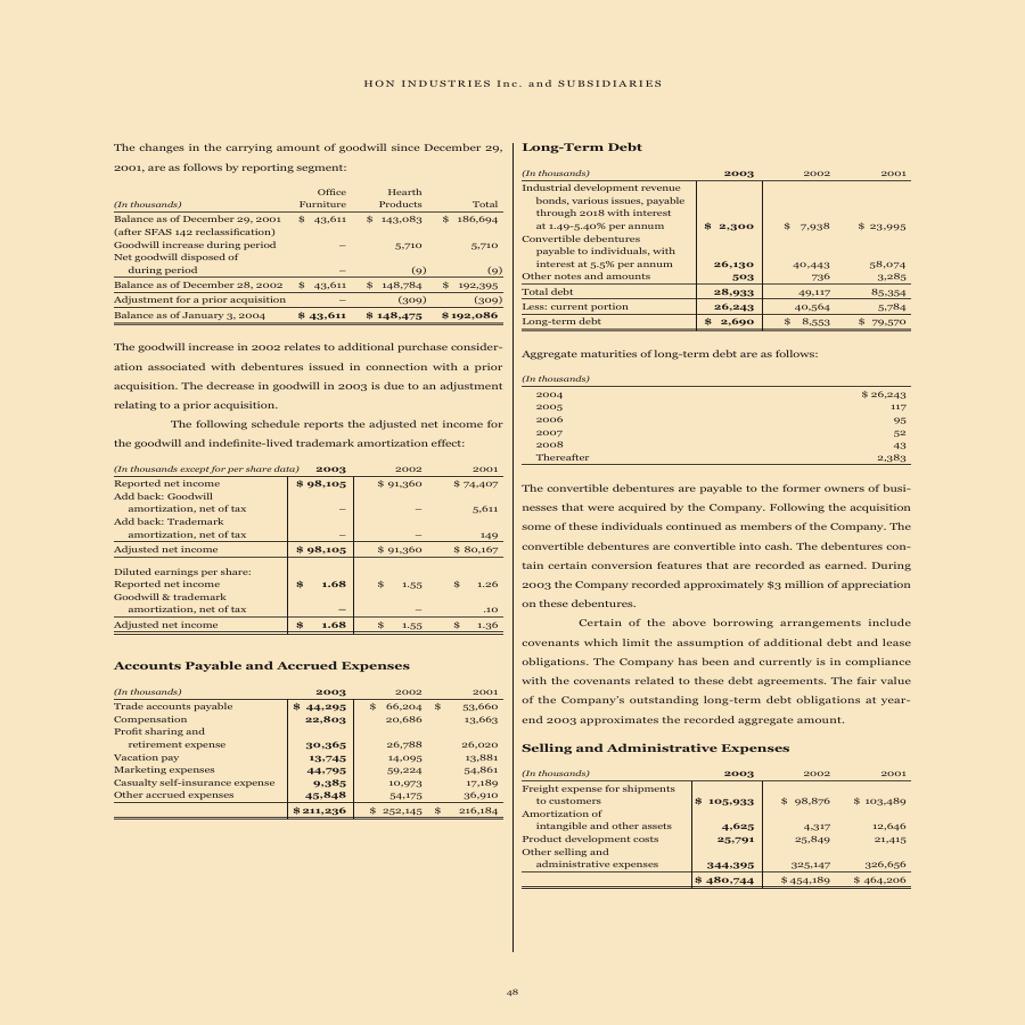 HON INDUSTRIES Inc. and SUBSIDIARIES
The changes in the carrying amount of goodwill since December 29,
2001, are as follows by reporting segment:
Office Hearth
(In thousands) Furniture Products Total
Balance as of December 29, 2001 $ 43,611 $ 143,083 $ 186,694
(after SFAS 142 reclassification)
Goodwill increase during period – 5,710 5,710
Net goodwill disposed of
during period – (9) (9)
Balance as of December 28, 2002 $ 43,611 $ 148,784 $ 192,395
Adjustment for a prior acquisition – (309) (309)
Balance as of January 3, 2004 $ 43,611 $ 148,475 $ 192,086
The goodwill increase in 2002 relates to additional purchase consider-
ation associated with debentures issued in connection with a prior
acquisition. The decrease in goodwill in 2003 is due to an adjustment
relating to a prior acquisition.
The following schedule reports the adjusted net income for
the goodwill and indefinite-lived trademark amortization effect:
(In thousands except for per share data) 2003 2002 2001
Reported net income $ 98,105 $ 91,360 $ 74,407
Add back: Goodwill
amortization, net of tax – – 5,611
Add back: Trademark
amortization, net of tax – – 149
Adjusted net income $ 98,105 $ 91,360 $ 80,167
Diluted earnings per share:
Reported net income $ 1.68 $ 1.55 $ 1.26
Goodwill & trademark
amortization, net of tax – – .10
Adjusted net income $ 1.68 $ 1.55 $ 1.36
Accounts Payable and Accrued Expenses
(In thousands) 2003 2002 2001
Trade accounts payable $ 44,295 $ 66,204 $ 53,660
Compensation 22,803 20,686 13,663
Profit sharing and
retirement expense 30,365 26,788 26,020
Vacation pay 13,745 14,095 13,881
Marketing expenses 44,795 59,224 54,861
Casualty self-insurance expense 9,385 10,973 17,189
Other accrued expenses 45,848 54,175 36,910
$ 211,236 $ 252,145 $ 216,184
Long-Term Debt
(In thousands) 2003 2002 2001
Industrial development revenue
bonds, various issues, payable
through 2018 with interest
at 1.49-5.40% per annum $ 2,300 $ 7,938 $ 23,995
Convertible debentures
payable to individuals, with
interest at 5.5% per annum 26,130 40,443 58,074
Other notes and amounts 503 736 3,285
Total debt 28,933 49,117 85,354
Less: current portion 26,243 40,564 5,784
Long-term debt $ 2,690 $ 8,553 $ 79,570
Aggregate maturities of long-term debt are as follows:
(In thousands)
2004 $ 26,243
2005 117
2006 95
2007 52
2008 43
Thereafter 2,383
The convertible debentures are payable to the former owners of busi-
nesses that were acquired by the Company. Following the acquisition
some of these individuals continued as members of the Company. The
convertible debentures are convertible into cash. The debentures con-
tain certain conversion features that are recorded as earned. During
2003 the Company recorded approximately $3 million of appreciation
on these debentures.
Certain of the above borrowing arrangements include
covenants which limit the assumption of additional debt and lease
obligations. The Company has been and currently is in compliance
with the covenants related to these debt agreements. The fair value
of the Company's outstanding long-term debt obligations at year-
end 2003 approximates the recorded aggregate amount.
Selling and Administrative Expenses
(In thousands) 2003 2002 2001
Freight expense for shipments
to customers $ 105,933 $ 98,876 $ 103,489
Amortization of
intangible and other assets 4,625 4,317 12,646
Product development costs 25,791 25,849 21,415
Other selling and
administrative expenses 344,395 325,147 326,656
$ 480,744 $ 454,189 $ 464,206
48